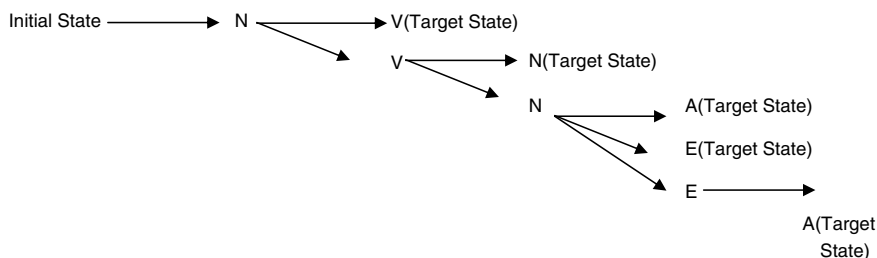 Initial State N V(Target State)
V N(Target State)
N A(Target State)
E(Target State)
E
A(Target
State)